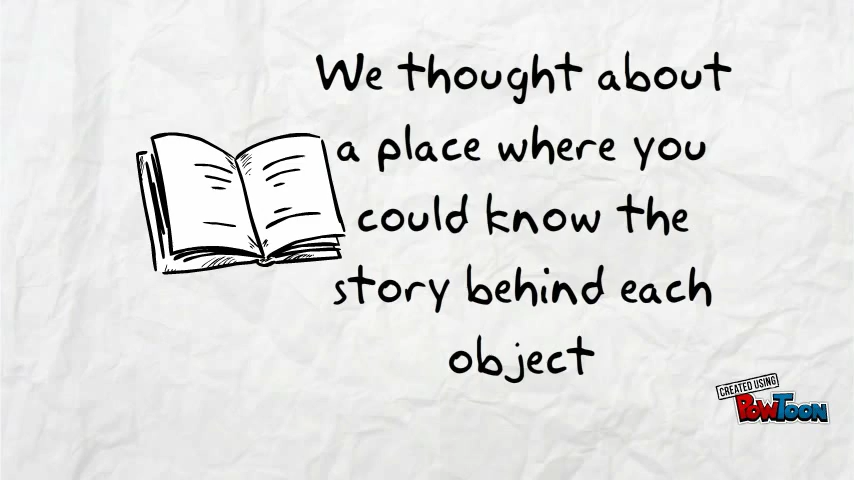 We thought about
a place where you
could know the
story behind each
object
CREATED USING
POWTOON